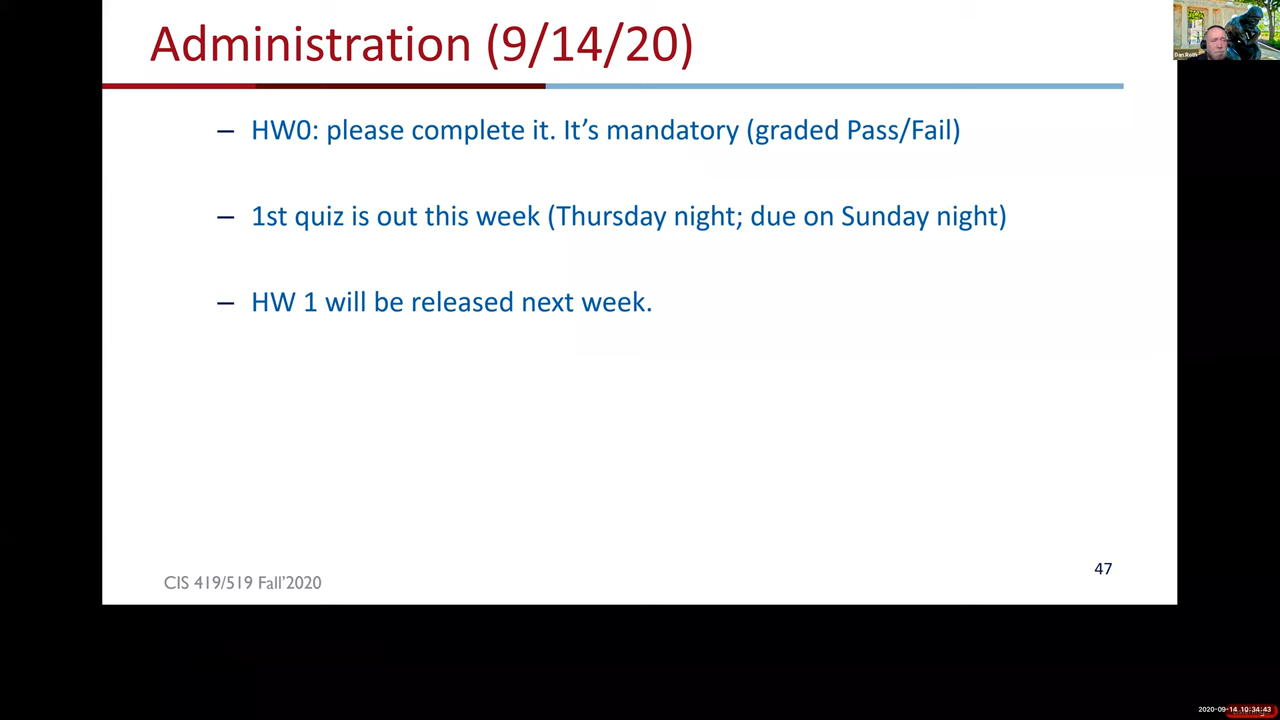 Administration (9/14/20)
– HW0: please complete it. It’s mandatory (graded Pass/Fail)
– 1st quiz is out this week (Thursday night; due on Sunday night)
– HW 1 will be released next week.
CIS 419/519 Fall’2020
47
Dan Roth
2020-09-14 10:34:43